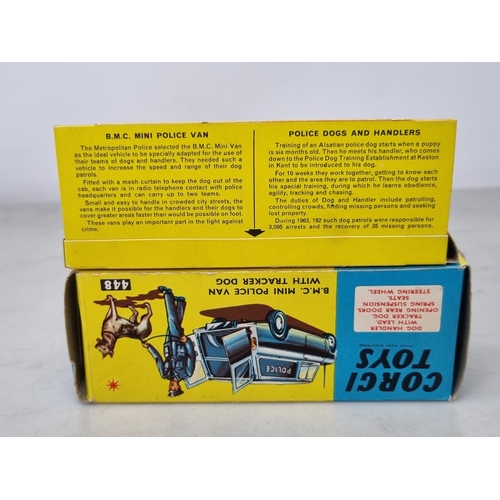 B.M.C. MINI POLICE VAN
The Metropolitan Police selected the B.M.C. Mini Van
as the ideal vehicle to be specially adapted for the use of
their teams of dogs and handlers. They needed such a
vehicle to increase the speed and range of their dog
patrols.
Fitted with a mesh curtain to keep the dog out of the
cab, each van is in radio telephone contact with police
headquarters and can carry up to two teams.
Small and easy to handle in crowded city streets, the
vans make it possible for the handlers and their dogs to
cover greater areas faster than would be possible on foot.
These vans play an important part in the fight against
crime.
POLICE DOGS AND HANDLERS
Training of an Alsatian police dog starts when a puppy
is six months old. Then he meets his handler, who comes
down to the Police Dog Training Establishment at Keston
in Kent to be introduced to his dog.
For 10 weeks they work together, getting to know each
other and the area they are to patrol. Then the dog starts
his special training, during which he learns obedience,
agility, tracking and chasing.
The duties of Dog and Handler include patrolling,
controlling crowds, finding missing persons and seeking
lost property.
During 1963, 182 such dog patrols were responsible for
3,095 arrests and the recovery of 35 missing persons.
448
B.M.C. MINI POLICE VAN
WITH TRACKER DOG
POLICE
DOG HANDLER
WITH LEAD.
TRACKER DOG.
OPENING REAR DOORS.
SPRING SUSPENSION.
SEATS.
STEERING WHEEL
CORGI
TOYS